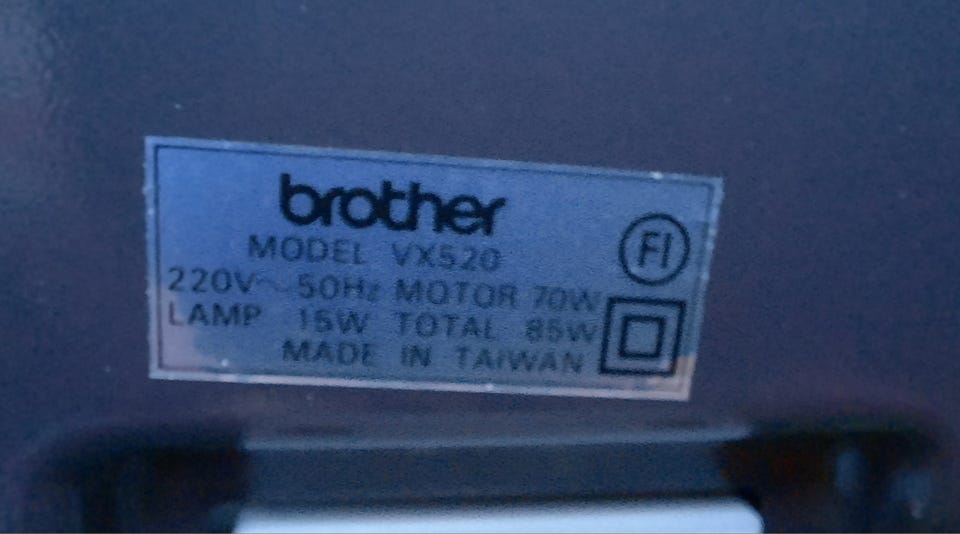 brother
MODEL VX520
FI
220V~ 50Hz MOTOR 70W
LAMP 15W TOTAL 85W
MADE IN TAIWAN